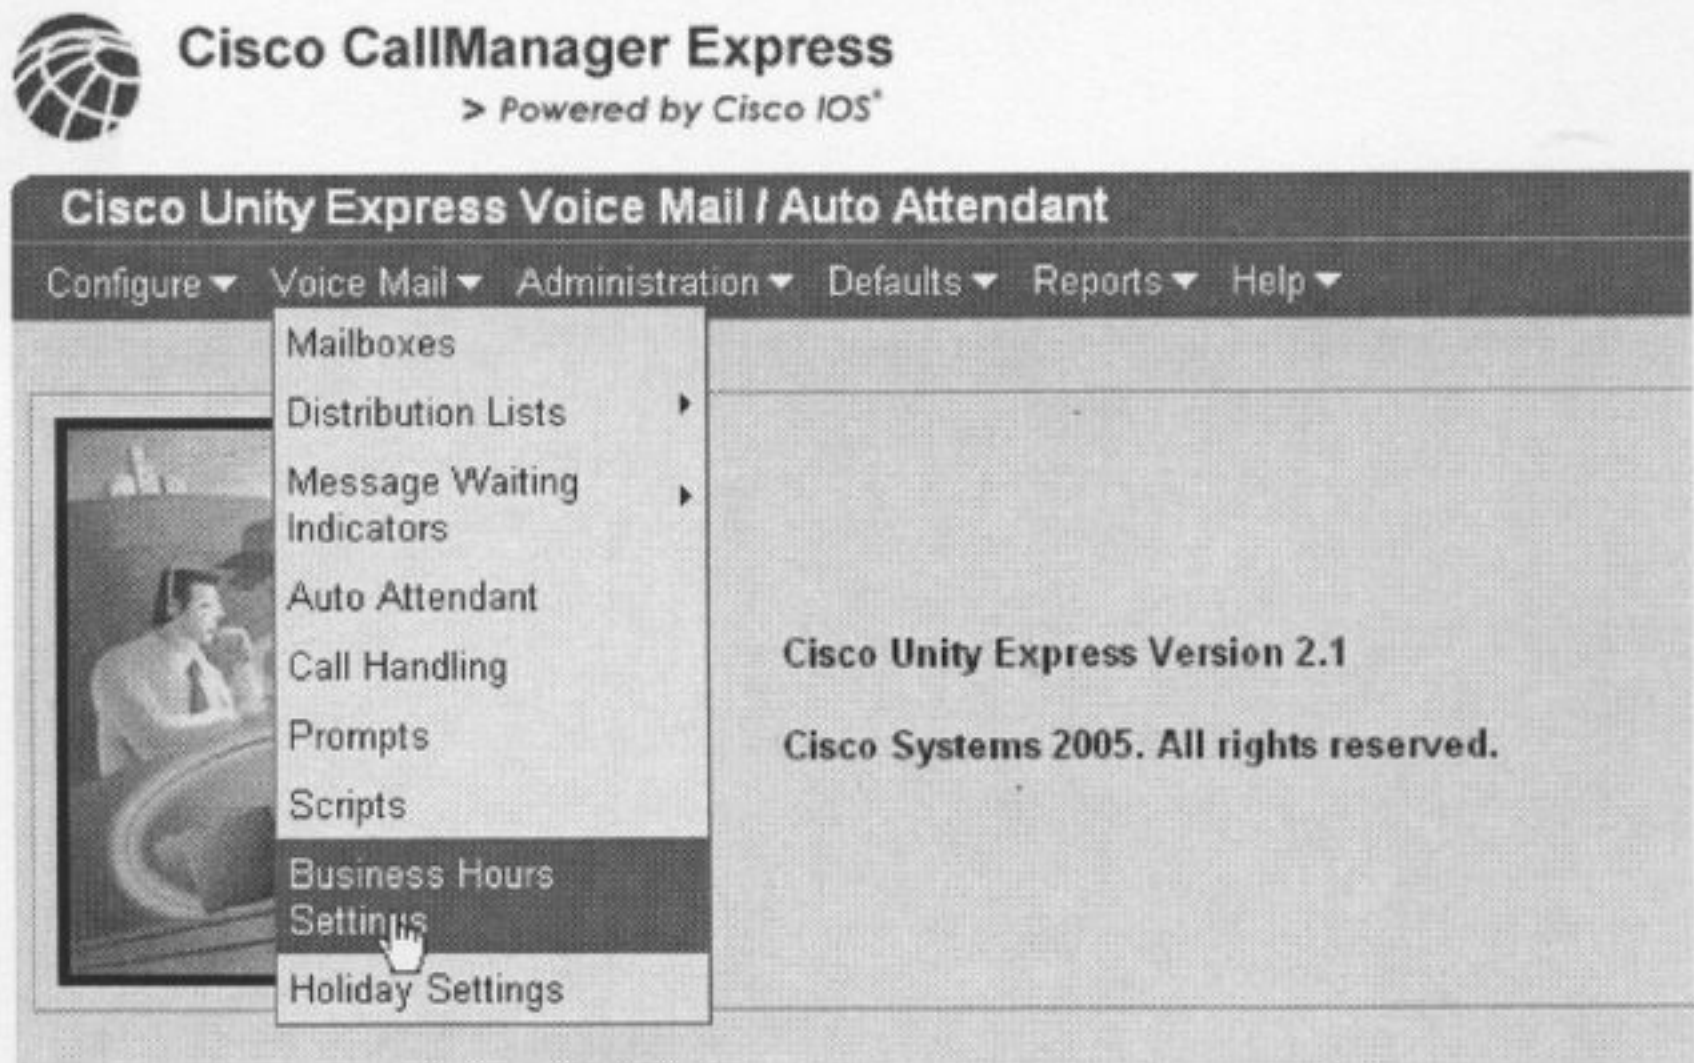 Cisco CallManager Express
> Powered by Cisco IOS®
Cisco Unity Express Voice Mail / Auto Attendant
Configure Voice Mail Administration Defaults Reports Help
Mailboxes
Distribution Lists
Message Waiting
Indicators
Auto Attendant
Call Handling
Prompts
Scripts
Business Hours
Settings
Holiday Settings
Cisco Unity Express Version 2.1
Cisco Systems 2005. All rights reserved.